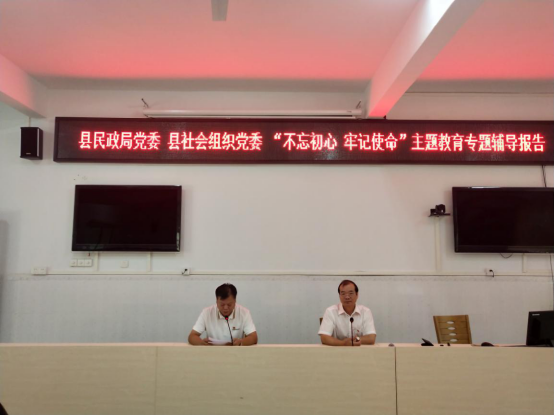 县民政局党委 县社会组织党委 “不忘初心 牢记使命”主题教育专题辅导报告